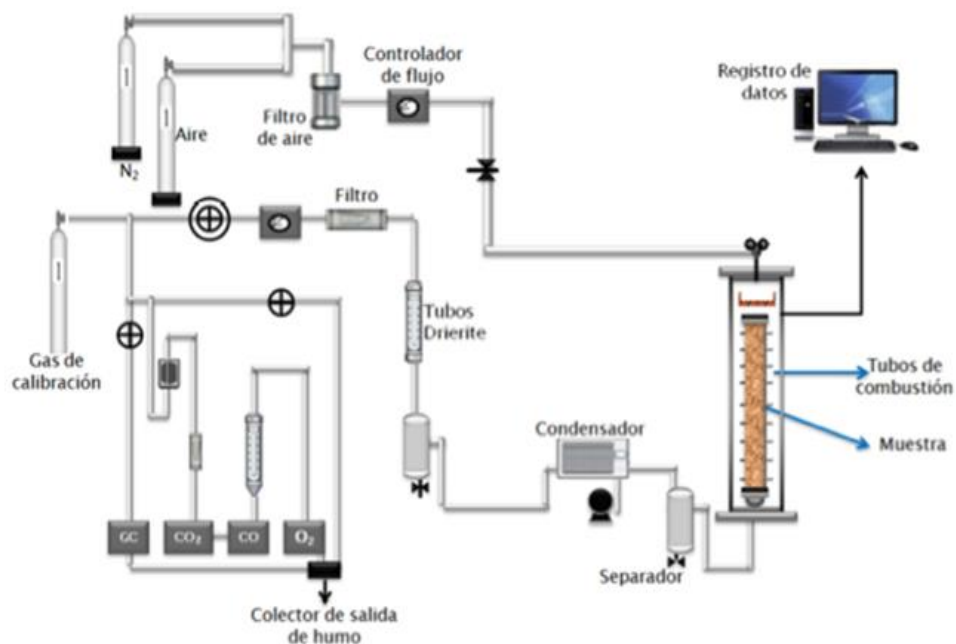 N₂
Aire
Filtro
de aire
Controlador
de flujo
Registro de
datos
Gas de
calibración
Filtro
Tubos
Drierite
Condensador
Separador
Tubos de
combustión
Muestra
GC
CO₂
CO
O₂
Colector de salida
de humo